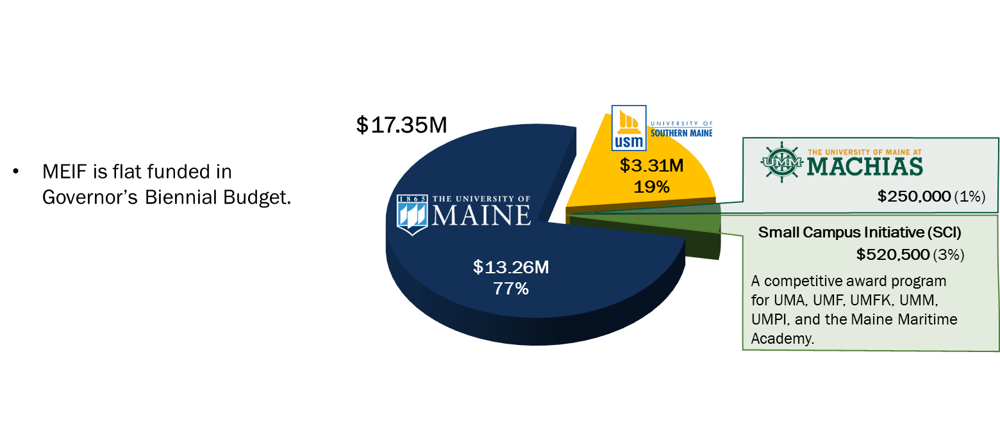 • MEIF is flat funded in
Governor's Biennial Budget.
$17.35M
1865
THE UNIVERSITY OF
MAINE
$13.26M
77%
usm
UNIVERSITY OF
SOUTHERN MAINE
$3.31M
19%
UMM
THE UNIVERSITY OF MAINE AT
MACHIAS
$250,000 (1%)
Small Campus Initiative (SCI)
$520,500 (3%)
A competitive award program
for UMA, UMF, UMFK, UMM,
UMPI, and the Maine Maritime
Academy.